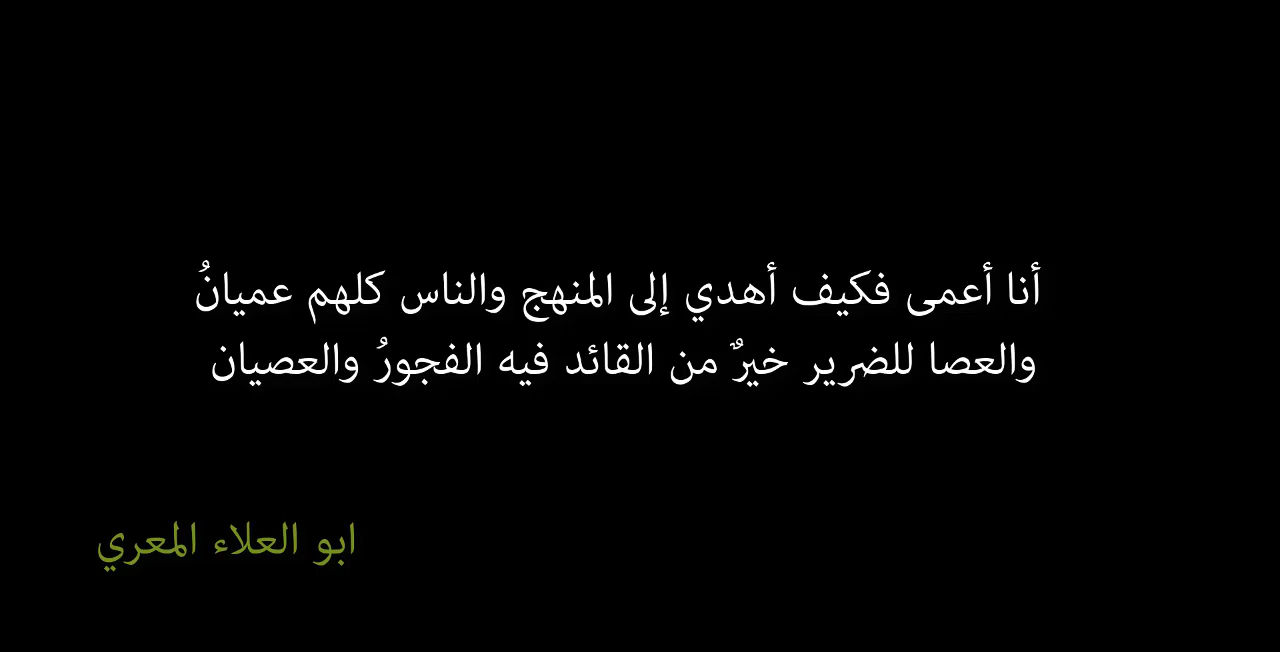 أنا أعمى فكيف أهدي إلى المنهج والناس كلهم عميانُ
والعصا للضرير خيرٌ من القائد فيه الفجورُ والعصيان
ابو العلاء المعري